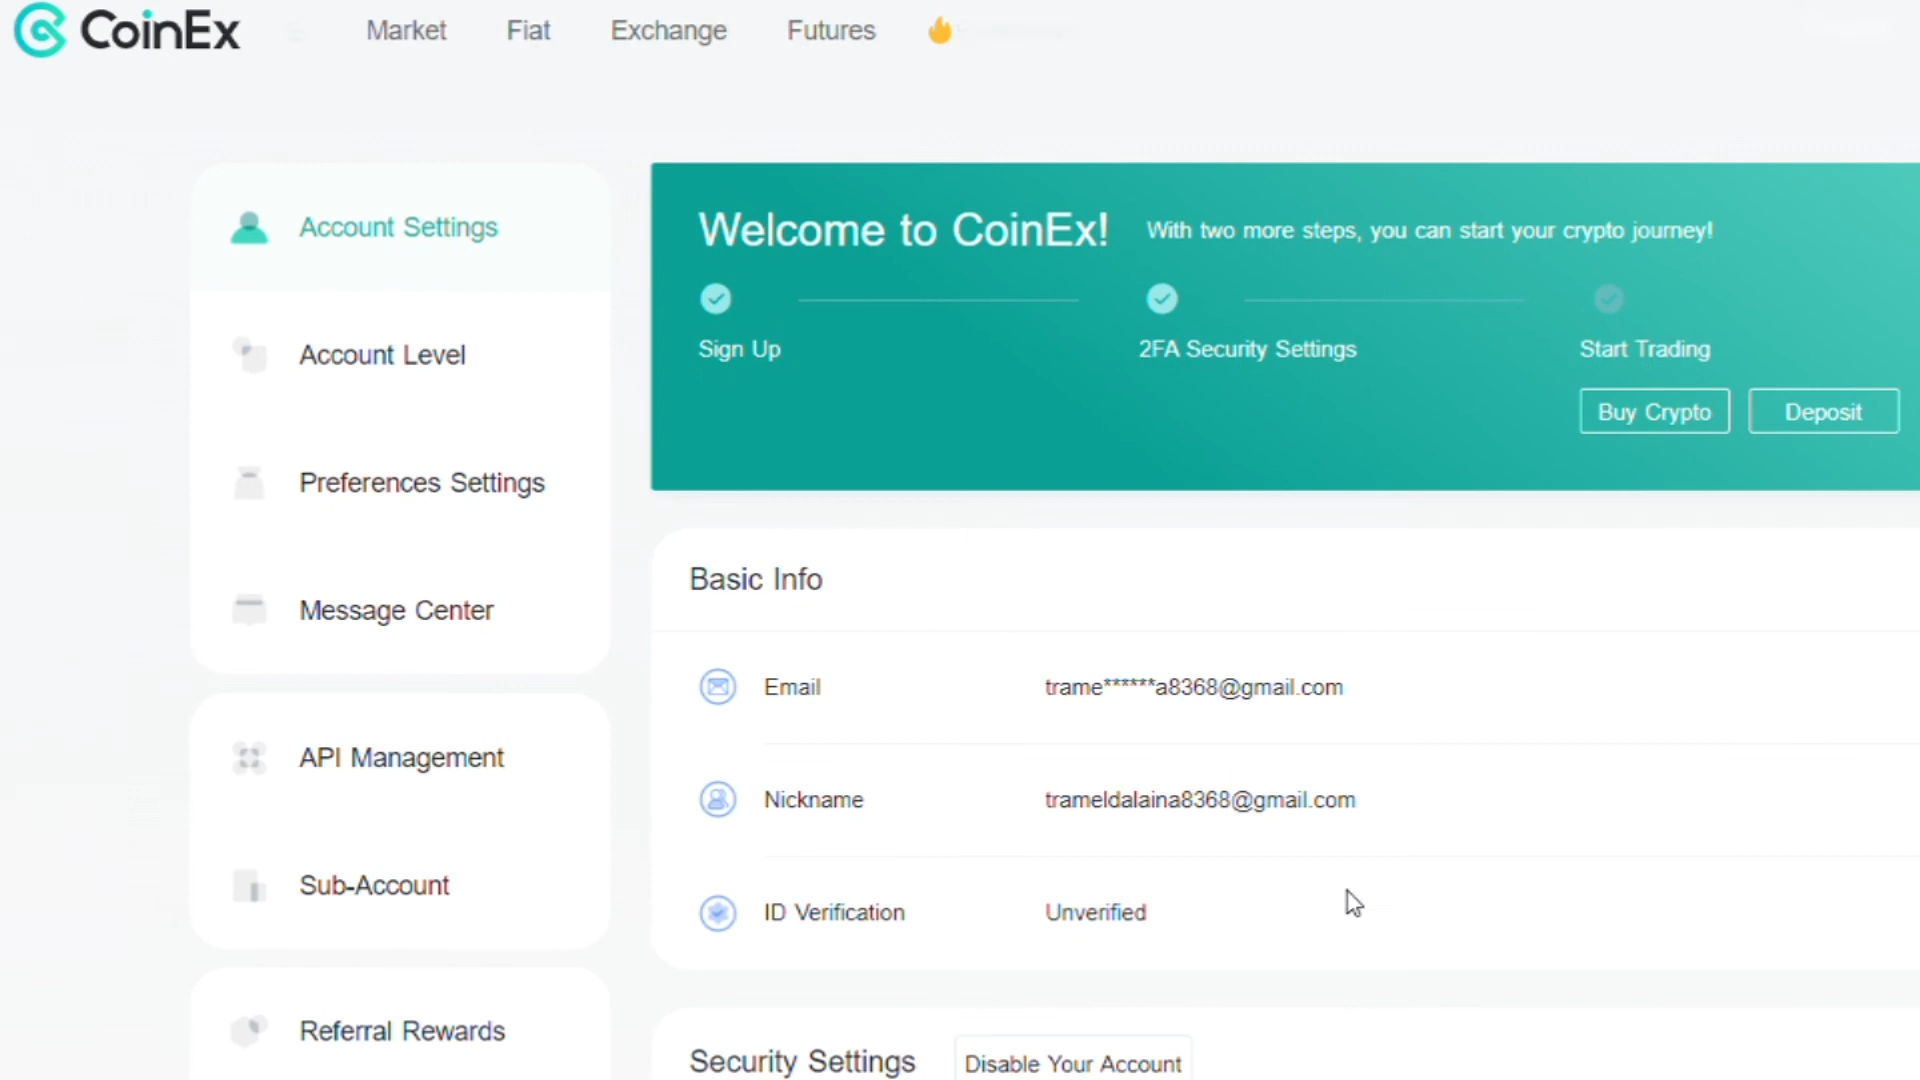 CoinEx
Market Fiat Exchange Futures
Account Settings
Account Level
Preferences Settings
Message Center
API Management
Sub-Account
Referral Rewards
Welcome to CoinEx! With two more steps, you can start your crypto journey!
Sign Up 2FA Security Settings Start Trading
Buy Crypto Deposit
Basic Info
Email trame******a8368@gmail.com
Nickname trameldalaina8368@gmail.com
ID Verification Unverified
Security Settings Disable Your Account